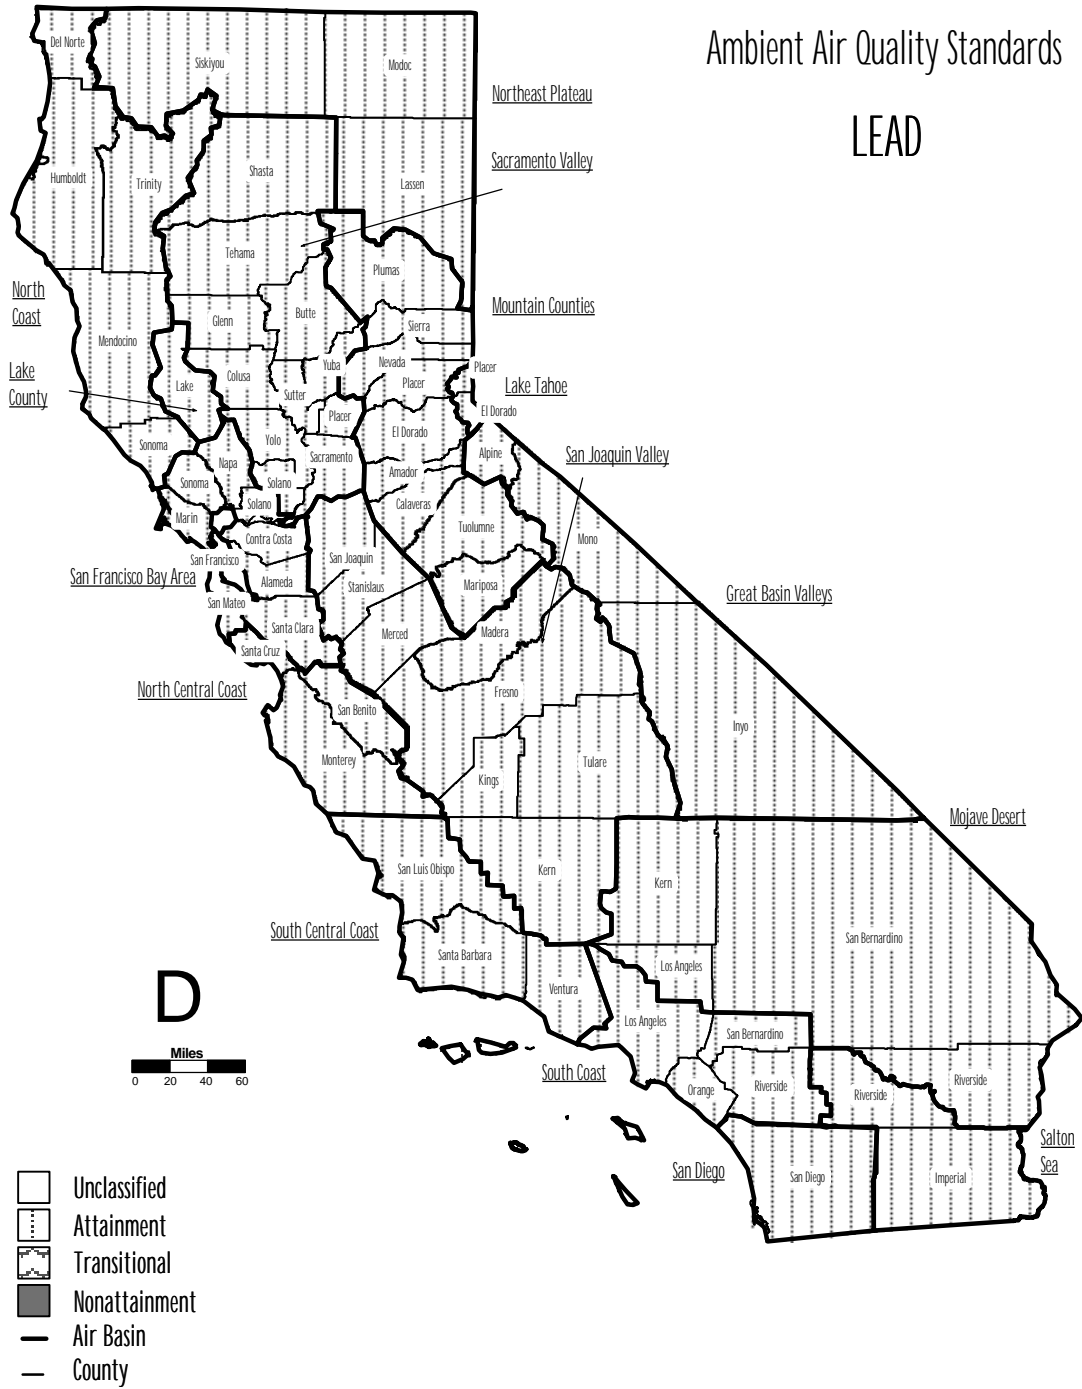 Ambient Air Quality Standards
LEAD
Del Norte
Siskiyou
Modoc
Northeast Plateau
Sacramento Valley
Humboldt
Trinity
Shasta
Lassen
Tehama
Plumas
North
Coast
Mendocino
Glenn
Butte
Sierra
Mountain Counties
Lake
County
Lake
Colusa
Sutter
Yuba
Nevada
Placer
Placer
Lake Tahoe
Placer
El Dorado
El Dorado
Sonoma
Napa
Yolo
Sacramento
Amador
Alpine
San Joaquin Valley
Sonoma
Solano
Solano
Calaveras
Marin
Contra Costa
Tuolumne
Mono
San Francisco
San Joaquin
San Francisco Bay Area
Alameda
Stanislaus
Mariposa
Great Basin Valleys
San Mateo
Santa Clara
Merced
Madera
Santa Cruz
North Central Coast
San Benito
Fresno
Inyo
Monterey
Kings
Tulare
Mojave Desert
San Luis Obispo
Kern
Kern
South Central Coast
San Bernardino
Santa Barbara
Los Angeles
Ventura
Los Angeles
San Bernardino
South Coast
Orange
Riverside
Riverside
Riverside
Salton
Sea
San Diego
San Diego
Imperial
D
Miles
0 20 40 60
Unclassified
Attainment
Transitional
Nonattainment
Air Basin
County